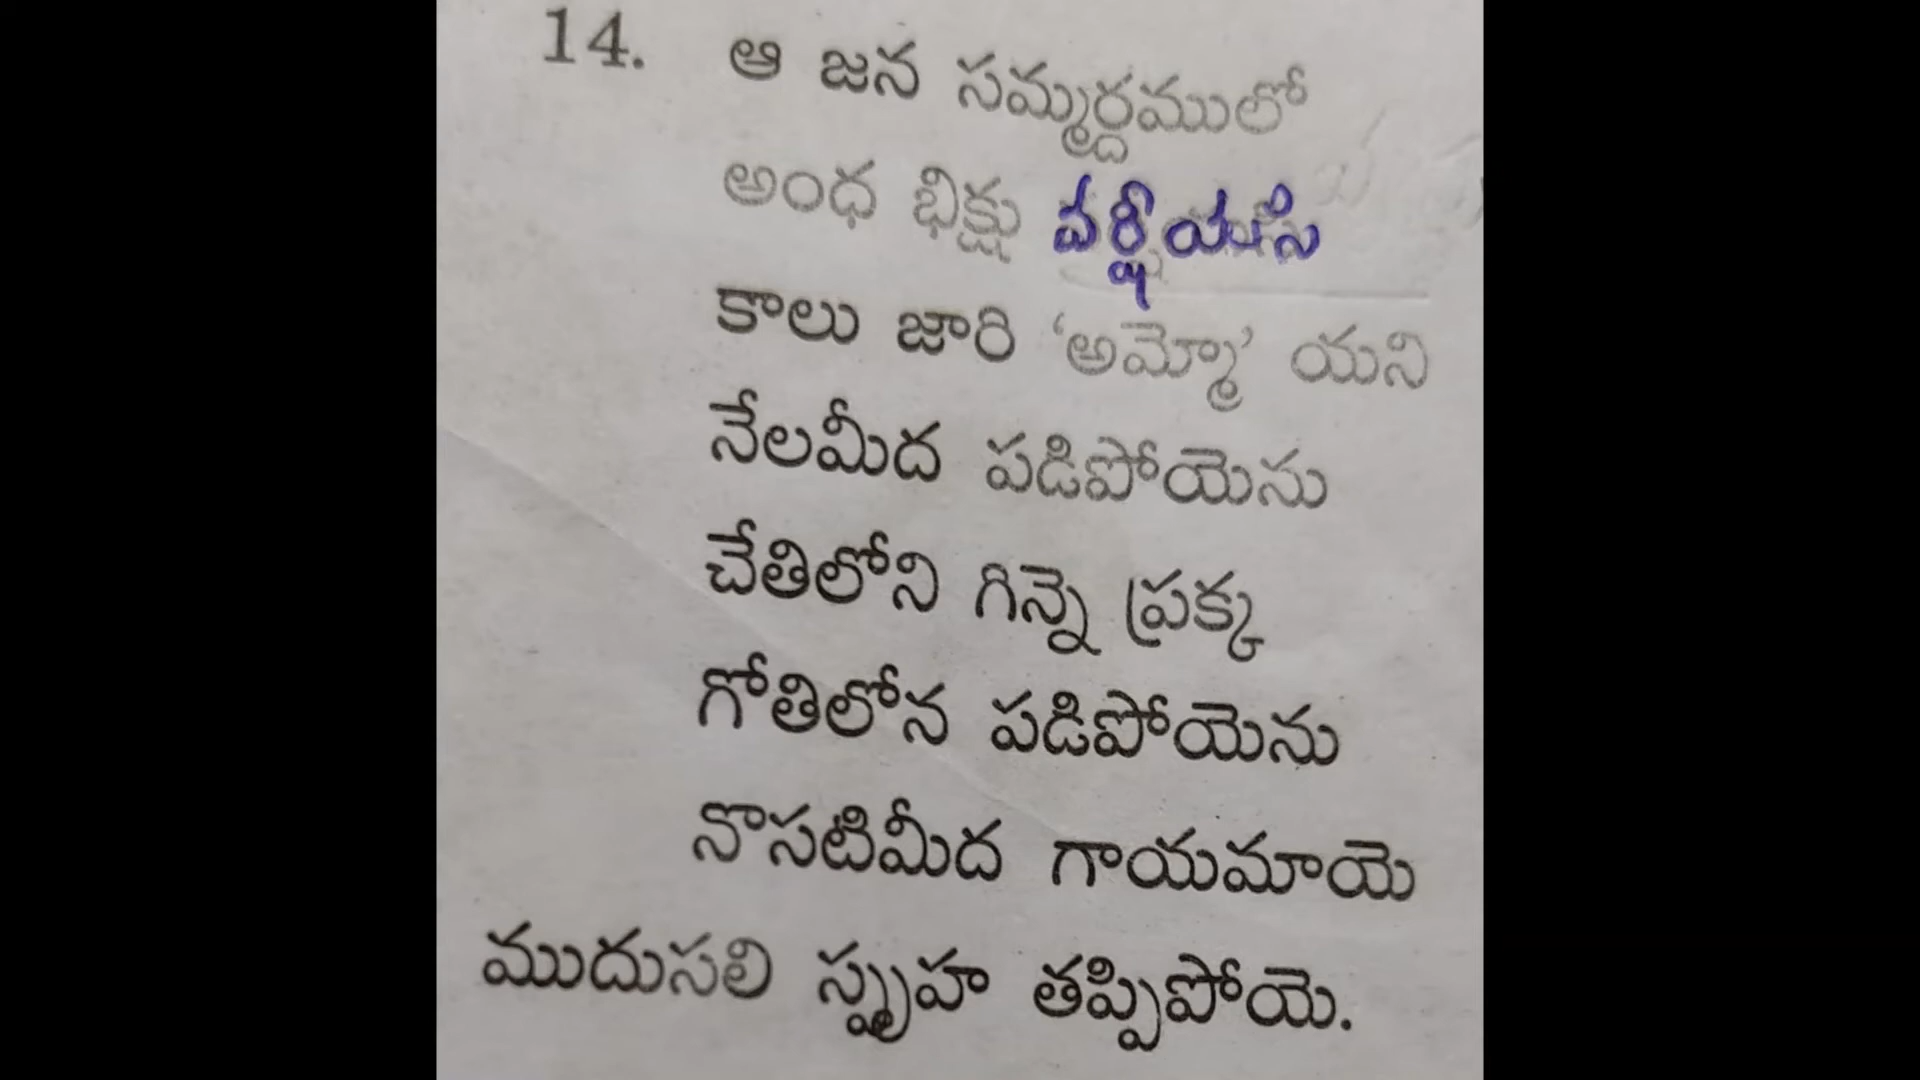 14. ఆ జన సమ్మర్దములో
అంధ భిక్షు వర్షీయసి
కాలు జారి ‘అమ్మో’ యని
నేలమీద పడిపోయెను
చేతిలోని గిన్నె ప్రక్క
గోతిలోన పడిపోయెను
నొసటిమీద గాయమాయె
ముదుసలి స్పృహ తప్పిపోయె.